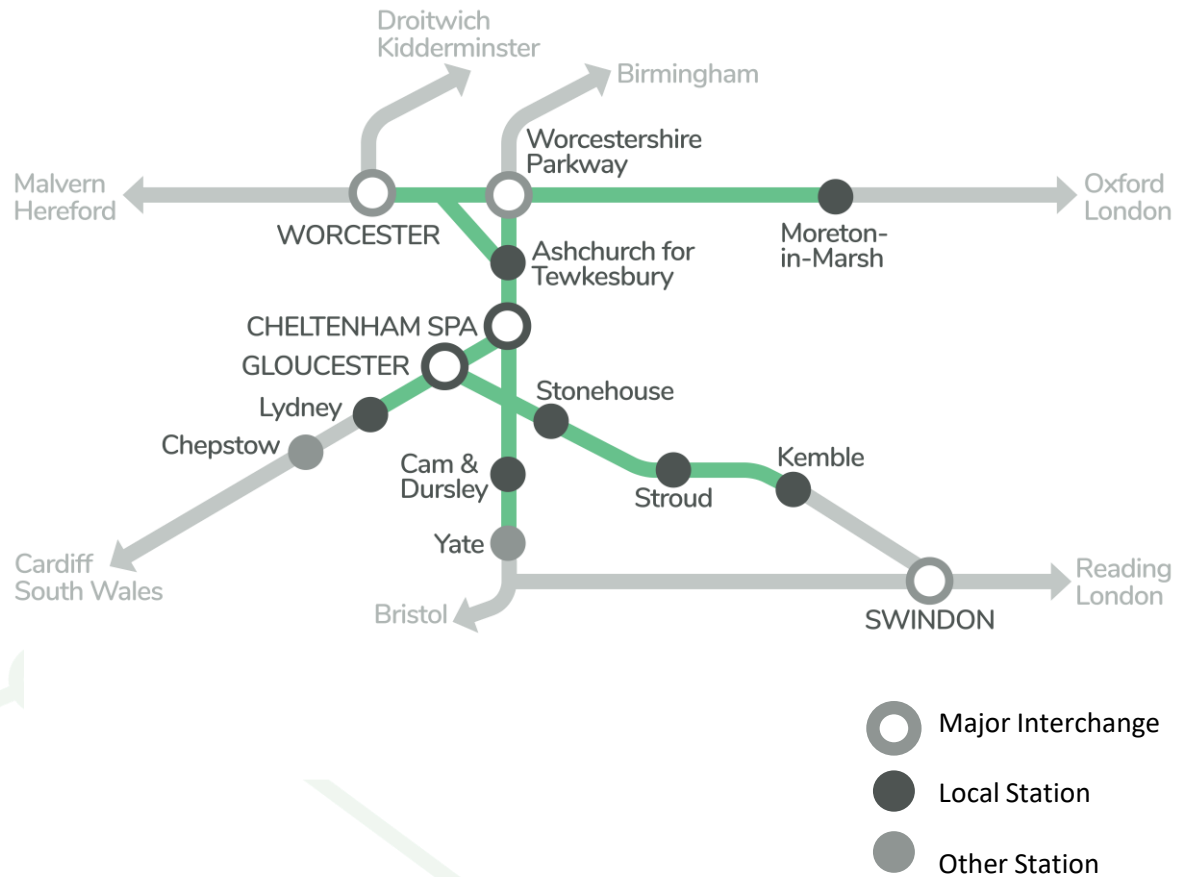 Droitwich
Kidderminster
Birmingham
Worcestershire
Parkway
Malvern
Hereford
Oxford
London
WORCESTER
Moreton-
in-Marsh
Ashchurch for
Tewkesbury
CHELTENHAM SPA
GLOUCESTER
Stonehouse
Lydney
Chepstow
Cam &
Dursley
Kemble
Stroud
Yate
Cardiff
South Wales
Reading
London
Bristol
SWINDON
Major Interchange
Local Station
Other Station